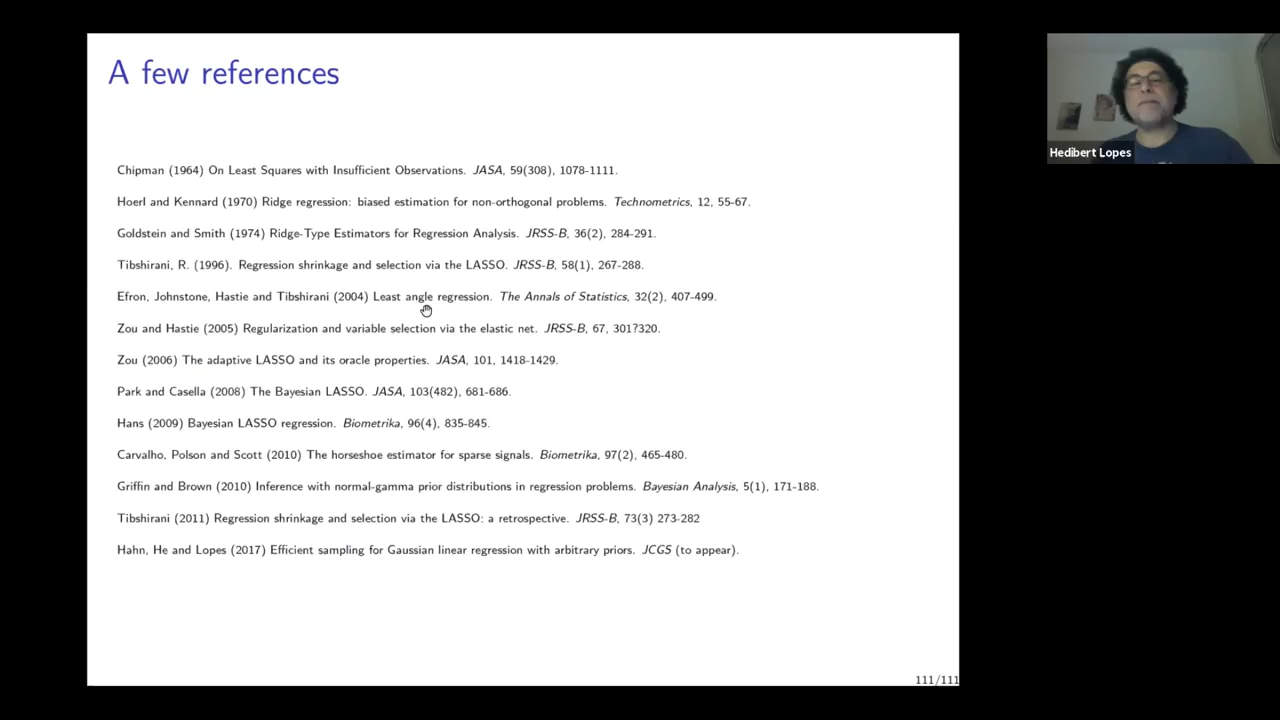 A few references
Hedibert Lopes
Chipman (1964) On Least Squares with Insufficient Observations. JASA, 59(308), 1078-1111.
Hoerl and Kennard (1970) Ridge regression: biased estimation for non-orthogonal problems. Technometrics, 12, 55-67.
Goldstein and Smith (1974) Ridge-Type Estimators for Regression Analysis. JRSS-B, 36(2), 284-291.
Tibshirani, R. (1996). Regression shrinkage and selection via the LASSO. JRSS-B, 58(1), 267-288.
Efron, Johnstone, Hastie and Tibshirani (2004) Least angle regression. The Annals of Statistics, 32(2), 407-499.
Zou and Hastie (2005) Regularization and variable selection via the elastic net. JRSS-B, 67, 301?320.
Zou (2006) The adaptive LASSO and its oracle properties. JASA, 101, 1418-1429.
Park and Casella (2008) The Bayesian LASSO. JASA, 103(482), 681-686.
Hans (2009) Bayesian LASSO regression. Biometrika, 96(4), 835-845.
Carvalho, Polson and Scott (2010) The horseshoe estimator for sparse signals. Biometrika, 97(2), 465-480.
Griffin and Brown (2010) Inference with normal-gamma prior distributions in regression problems. Bayesian Analysis, 5(1), 171-188.
Tibshirani (2011) Regression shrinkage and selection via the LASSO: a retrospective. JRSS-B, 73(3) 273-282
Hahn, He and Lopes (2017) Efficient sampling for Gaussian linear regression with arbitrary priors. JCGS (to appear).
111/111